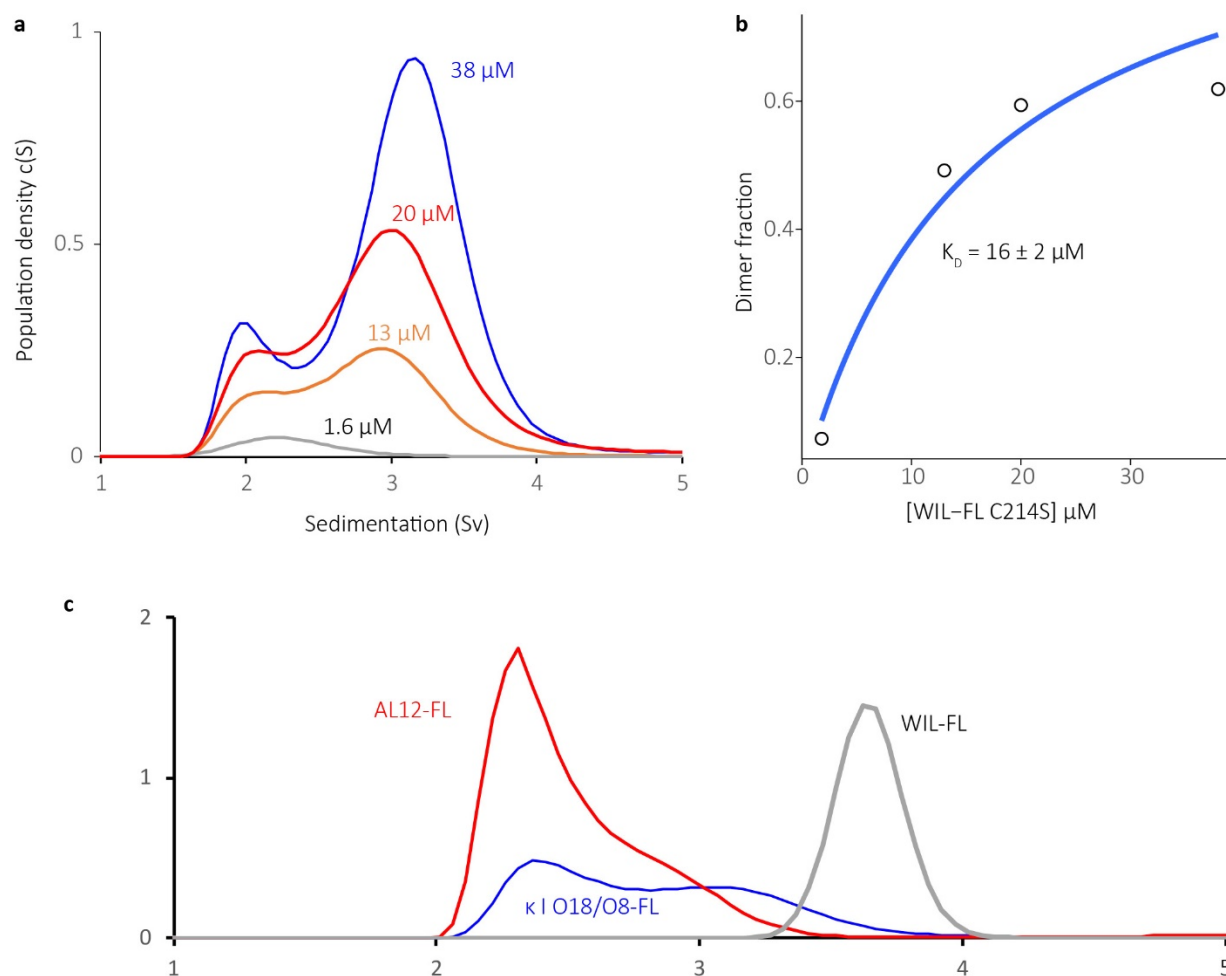 a
1
0.5
0
Population density c(S)
38 µM
20 µM
13 µM
1.6 µM
1 2 3 4 5
Sedimentation (Sv)
b
0.6
0.4
0.2
Dimer fraction
K_D = 16 ± 2 µM
0 10 20 30
[WIL–FL C214S] µM
c
2
1
0
AL12-FL
WIL-FL
κ I O18/O8-FL
1 2 3 4 5